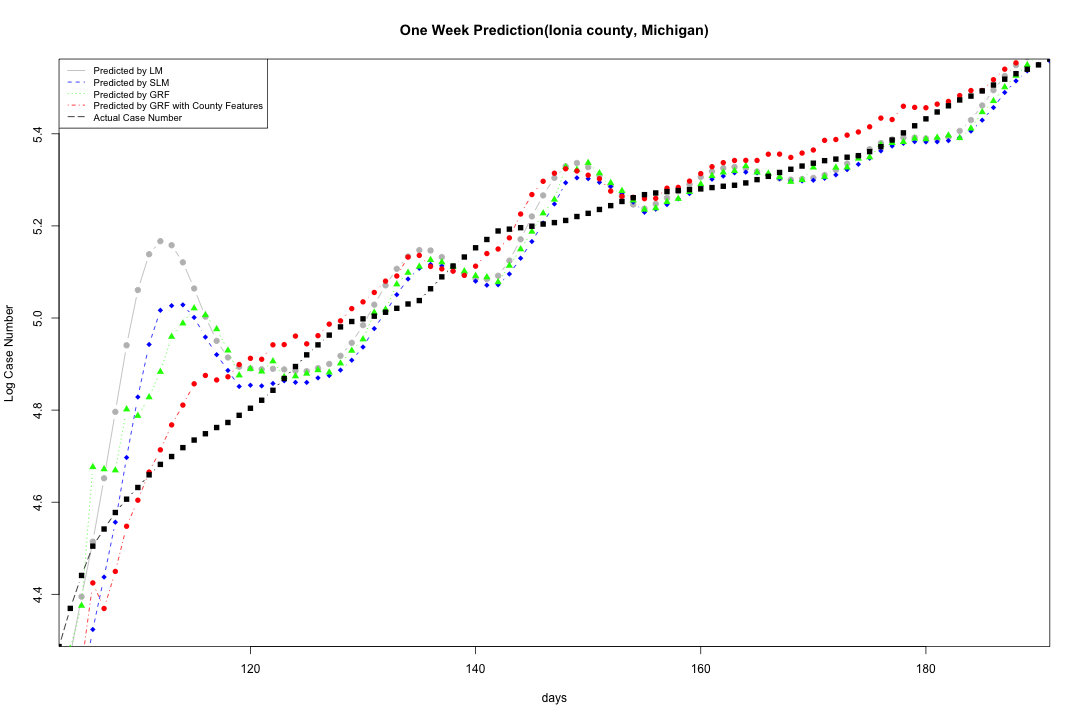 One Week Prediction(Ionia county, Michigan)
Predicted by LM
Predicted by SLM
Predicted by GRF
Predicted by GRF with County Features
Actual Case Number
Log Case Number
5.4
5.2
5.0
4.8
4.6
4.4
120
140
160
180
days